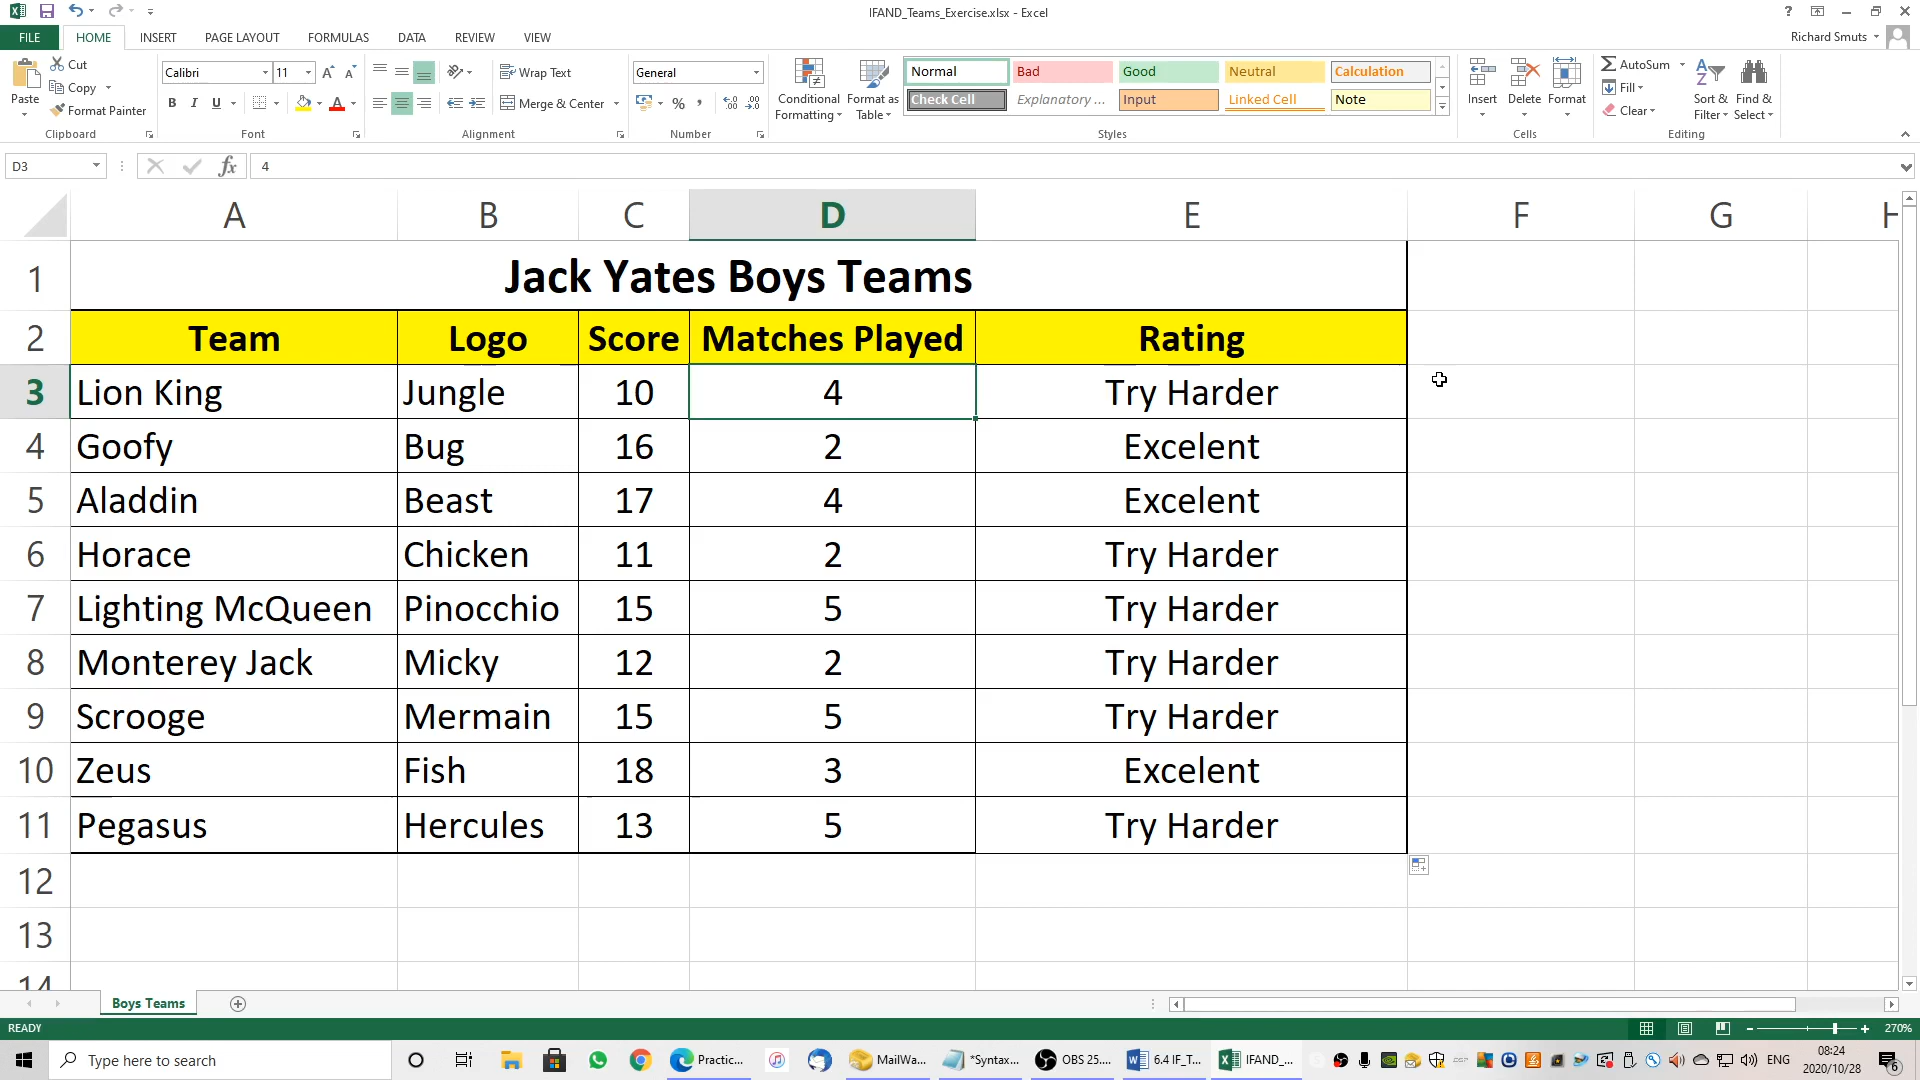 IFAND_Teams_Exercise.xlsx - Excel
?
FILE HOME INSERT PAGE LAYOUT FORMULAS DATA REVIEW VIEW
Richard Smuts
Paste
Cut
Copy
Format Painter
Clipboard
Calibri 11
B I U
Font
Wrap Text
Merge & Center
Alignment
General
%
Number
Conditional Formatting
Format as Table
Normal Bad Good Neutral Calculation
Check Cell Explanatory ... Input Linked Cell Note
Styles
Insert Delete Format
Cells
AutoSum
Fill
Clear
Sort & Filter
Find & Select
Editing
D3 fx 4
A B C D E F G H
1 Jack Yates Boys Teams
2 Team Logo Score Matches Played Rating
3 Lion King Jungle 10 4 Try Harder
4 Goofy Bug 16 2 Excelent
5 Aladdin Beast 17 4 Excelent
6 Horace Chicken 11 2 Try Harder
7 Lighting McQueen Pinocchio 15 5 Try Harder
8 Monterey Jack Micky 12 2 Try Harder
9 Scrooge Mermain 15 5 Try Harder
10 Zeus Fish 18 3 Excelent
11 Pegasus Hercules 13 5 Try Harder
12
13
14
Boys Teams
READY 270%
Type here to search
Practic...
MailWa...
*Syntax...
OBS 25....
6.4 IF_T...
IFAND_...
ENG
08:24
2020/10/28
6